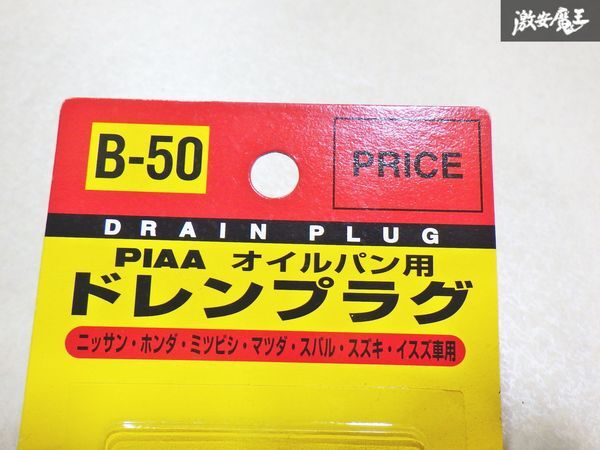 激安魔王
B-50
PRICE
DRAIN PLUG
PIAA オイルパン用
ドレンプラグ
ニッサン・ホンダ・ミツビシ・マツダ・スバル・スズキ・イスズ車用